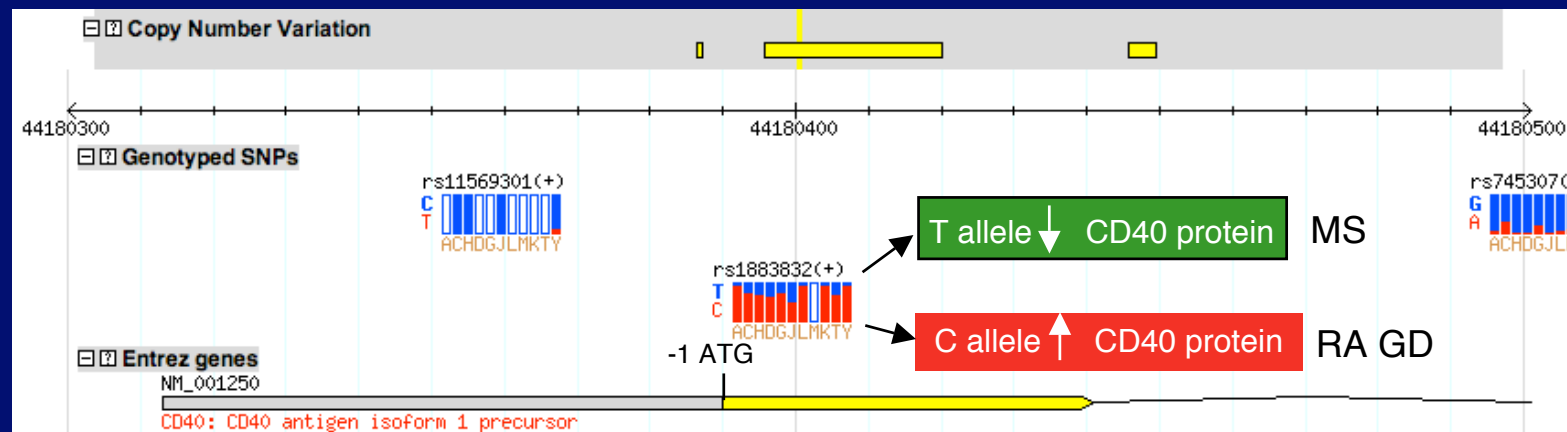 Copy Number Variation
44180300 44180400 44180500
Genotyped SNPs
rs11569301(+)
C
T
ACHDGJLMKTY
rs745307(
G
A
ACHDGJL
T allele ↓ CD40 protein MS
rs1883832(+)
T
C
ACHDGJLMKTY
C allele ↑ CD40 protein RA GD
-1 ATG
Entrez genes
NM_001250
CD40: CD40 antigen isoform 1 precursor